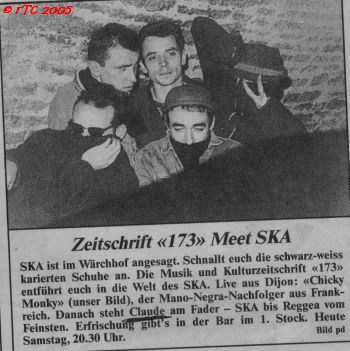 © rTC 2005
Zeitschrift «173» Meet SKA
SKA ist im Wärchhof angesagt. Schnallt euch die schwarz-weiss
karierten Schuhe an. Die Musik und Kulturzeitschrift «173»
entführt euch in die Welt des SKA. Live aus Dijon: «Chicky
Monky» (unser Bild), der Mano-Negra-Nachfolger aus Frank-
reich. Danach steht Claude am Fader – SKA bis Reggea vom
Feinsten. Erfrischung gibt's in der Bar im 1. Stock. Heute
Samstag, 20.30 Uhr. Bild pd